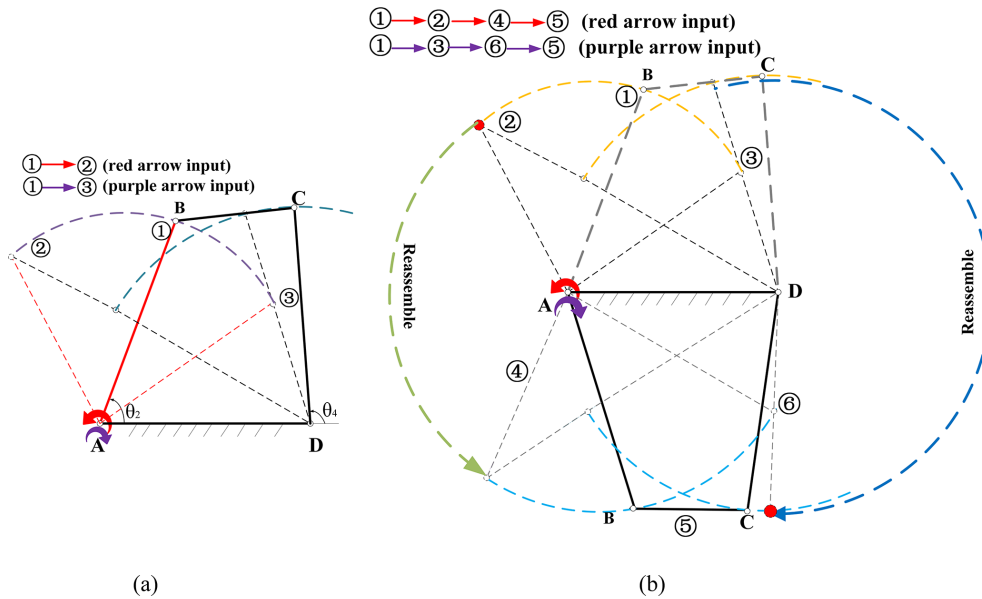 ① ② ④ ⑤ (red arrow input)
① ③ ⑥ ⑤ (purple arrow input)
B
①
C
②
③
Reassemble
Reassemble
A
D
④
⑥
B
⑤
C
(b)
① ② (red arrow input)
① ③ (purple arrow input)
B
①
C
②
③
θ2
θ4
A
D
(a)